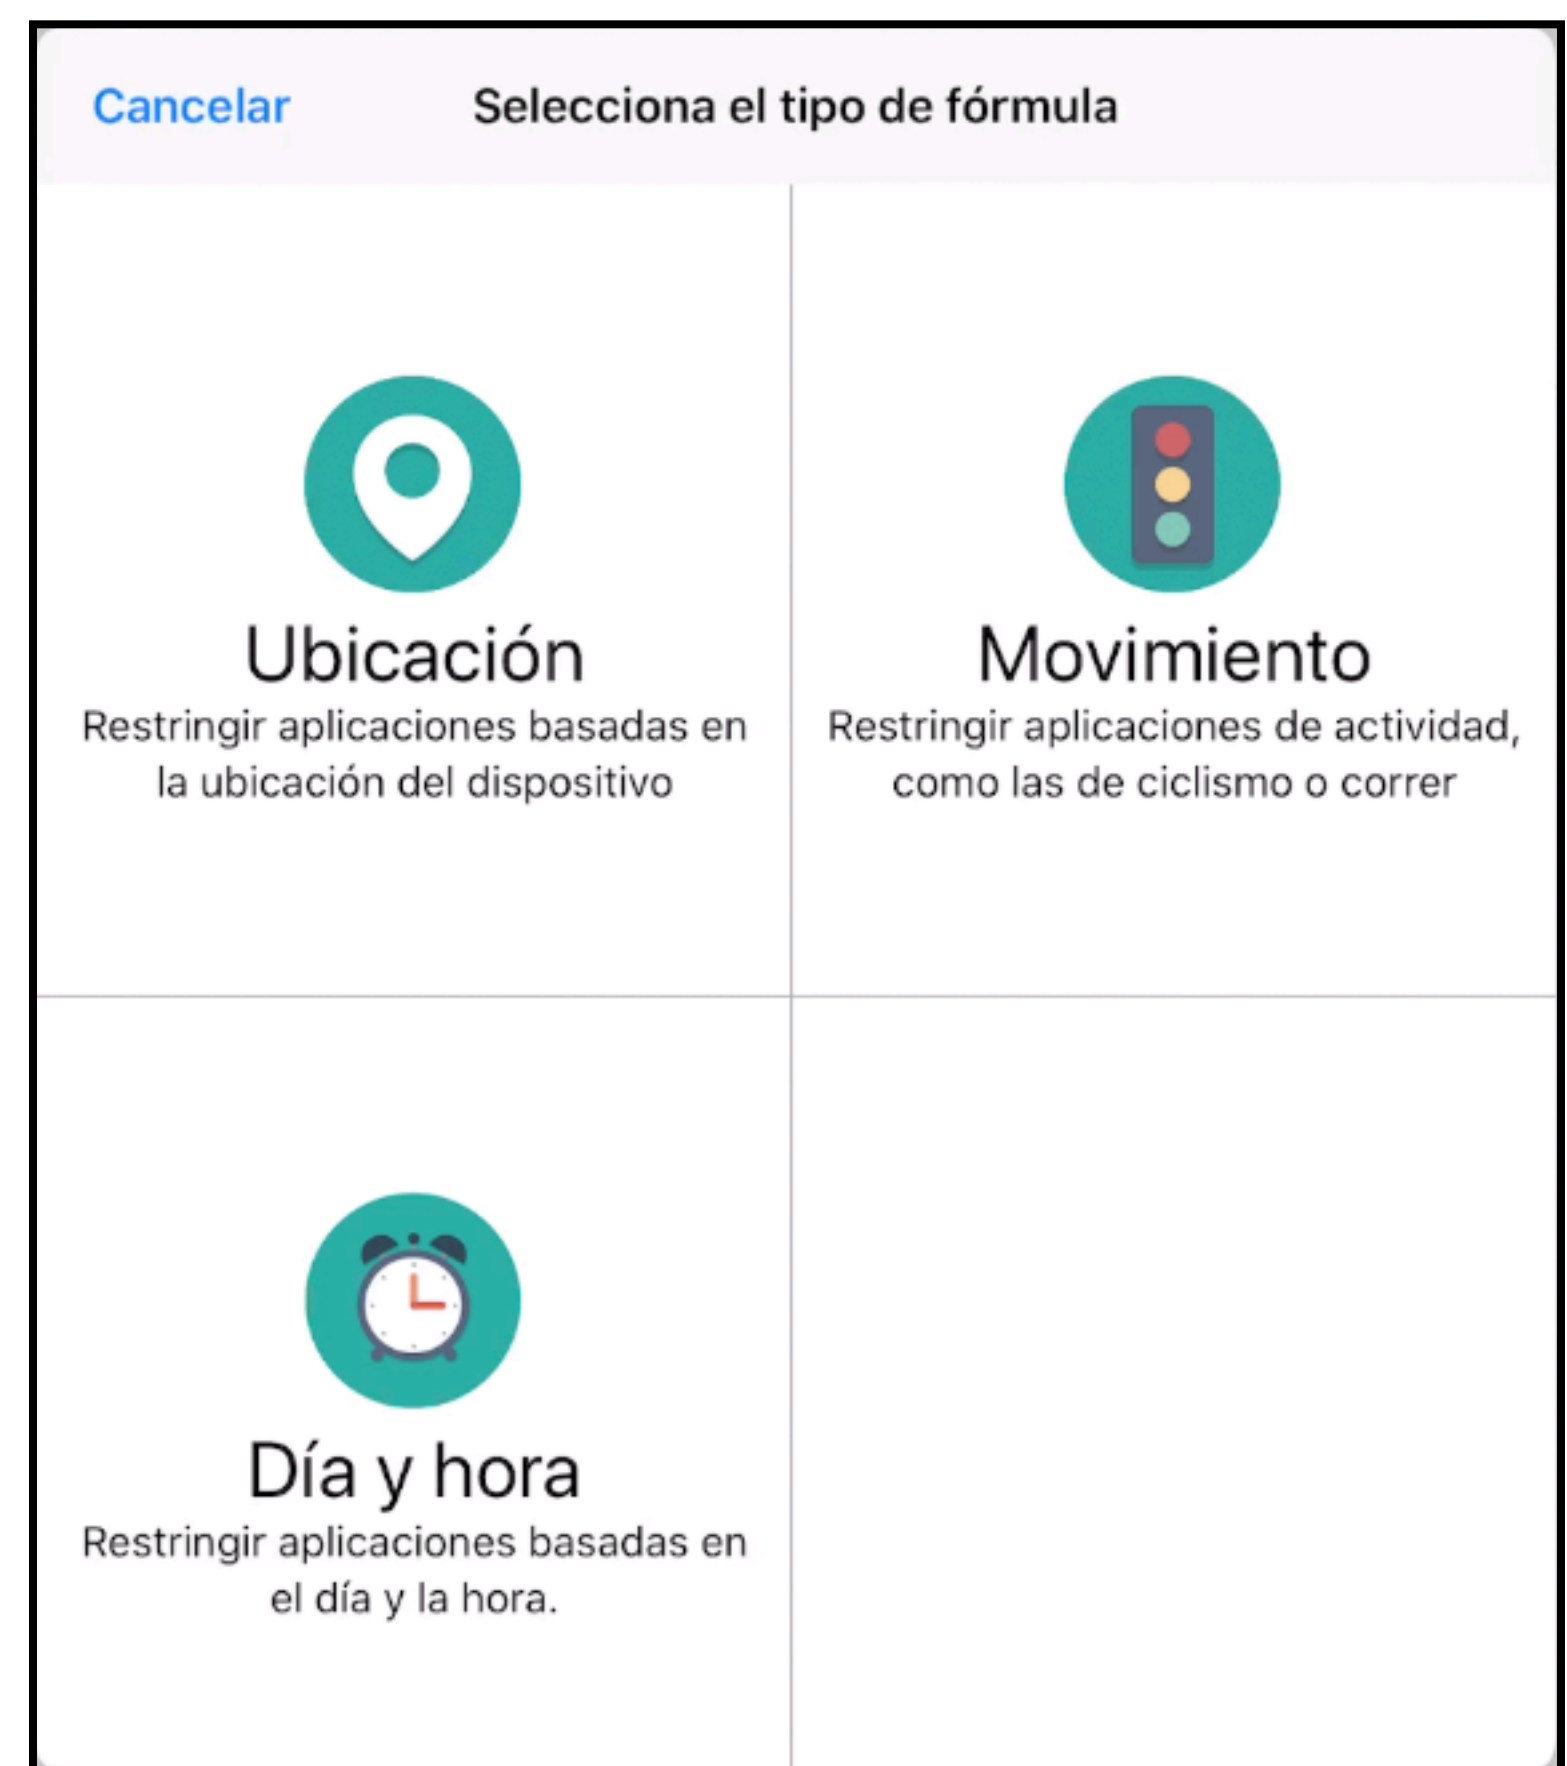 Cancelar
Selecciona el tipo de fórmula
Ubicación
Restringir aplicaciones basadas en
la ubicación del dispositivo
Movimiento
Restringir aplicaciones de actividad,
como las de ciclismo o correr
Día y hora
Restringir aplicaciones basadas en
el día y la hora.